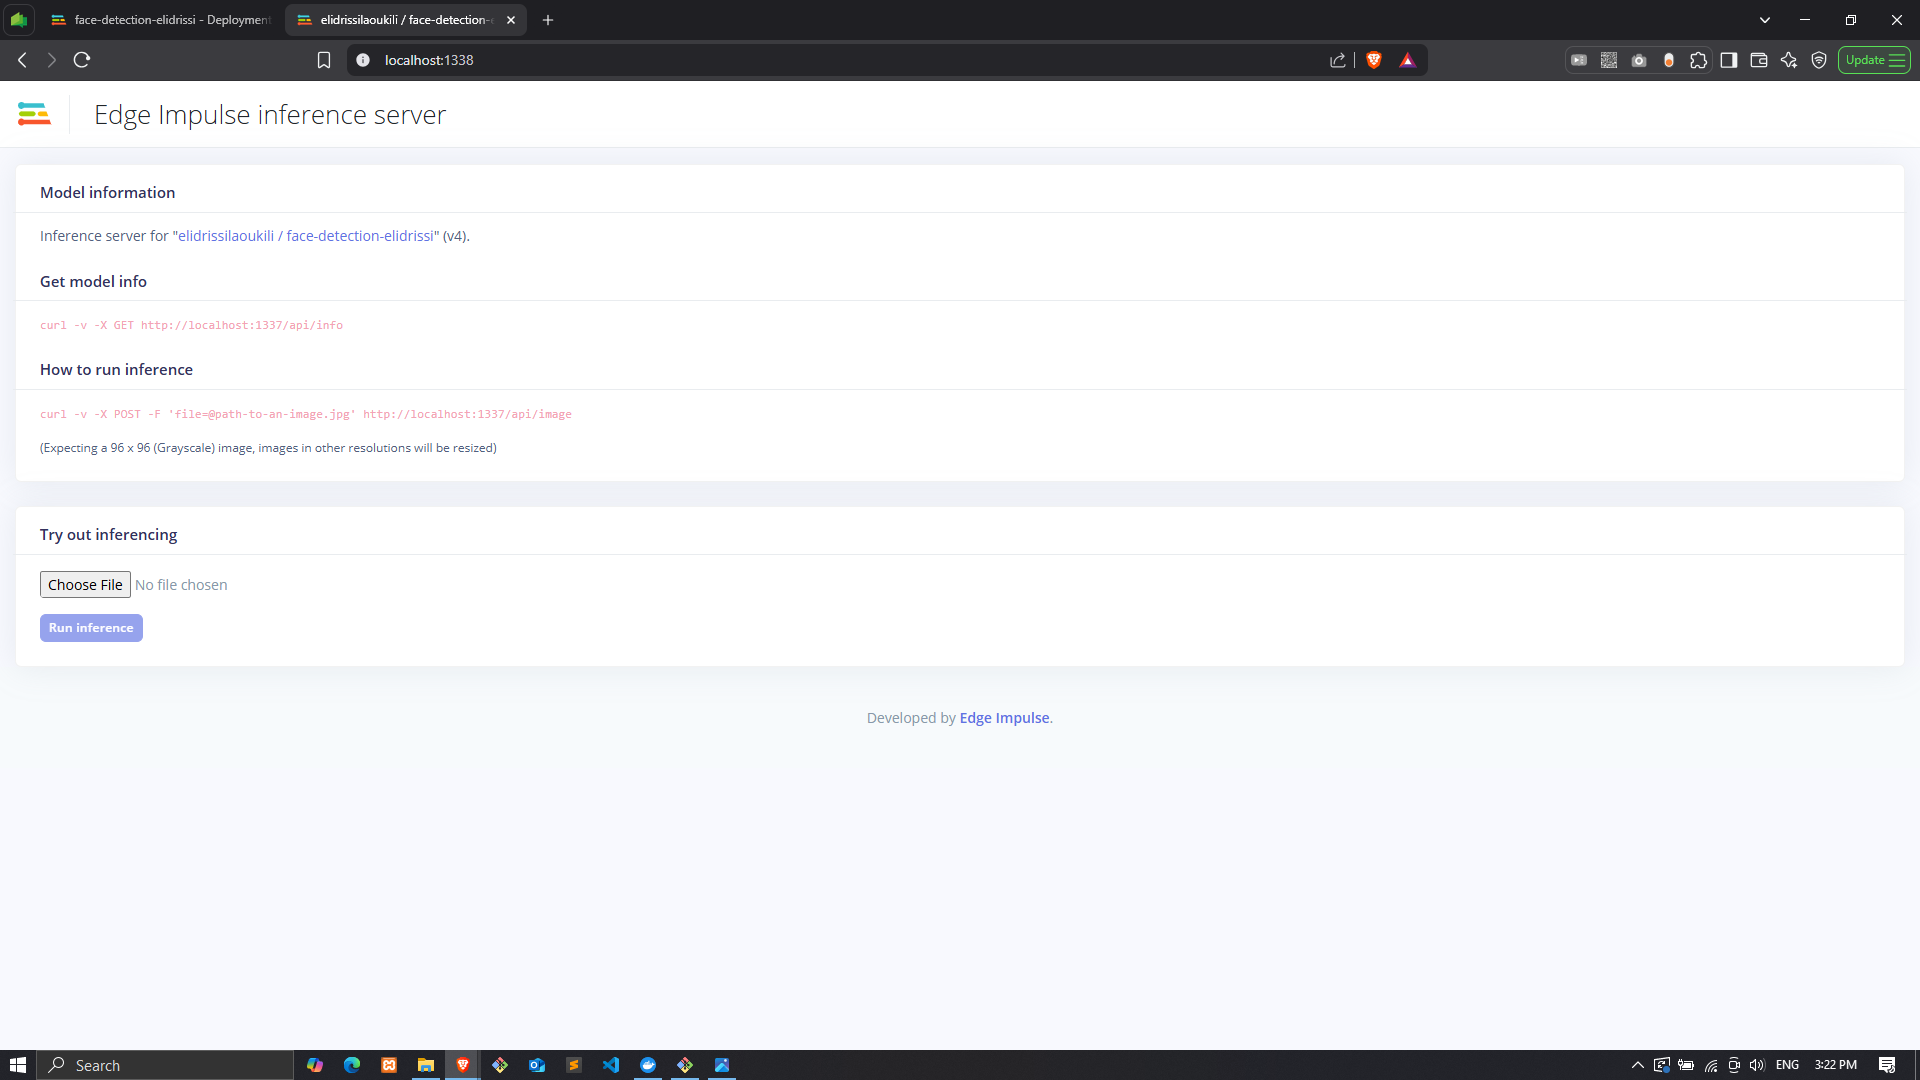 face-detection-elidrissi - Deployment
elidrissilaoukili / face-detection-e
localhost:1338
Update
Edge Impulse inference server
Model information
Inference server for "elidrissilaoukili / face-detection-elidrissi" (v4).
Get model info
curl -v -X GET http://localhost:1337/api/info
How to run inference
curl -v -X POST -F 'file=@path-to-an-image.jpg' http://localhost:1337/api/image
(Expecting a 96 x 96 (Grayscale) image, images in other resolutions will be resized)
Try out inferencing
Choose File No file chosen
Run inference
Developed by Edge Impulse.
Search
ENG
3:22 PM